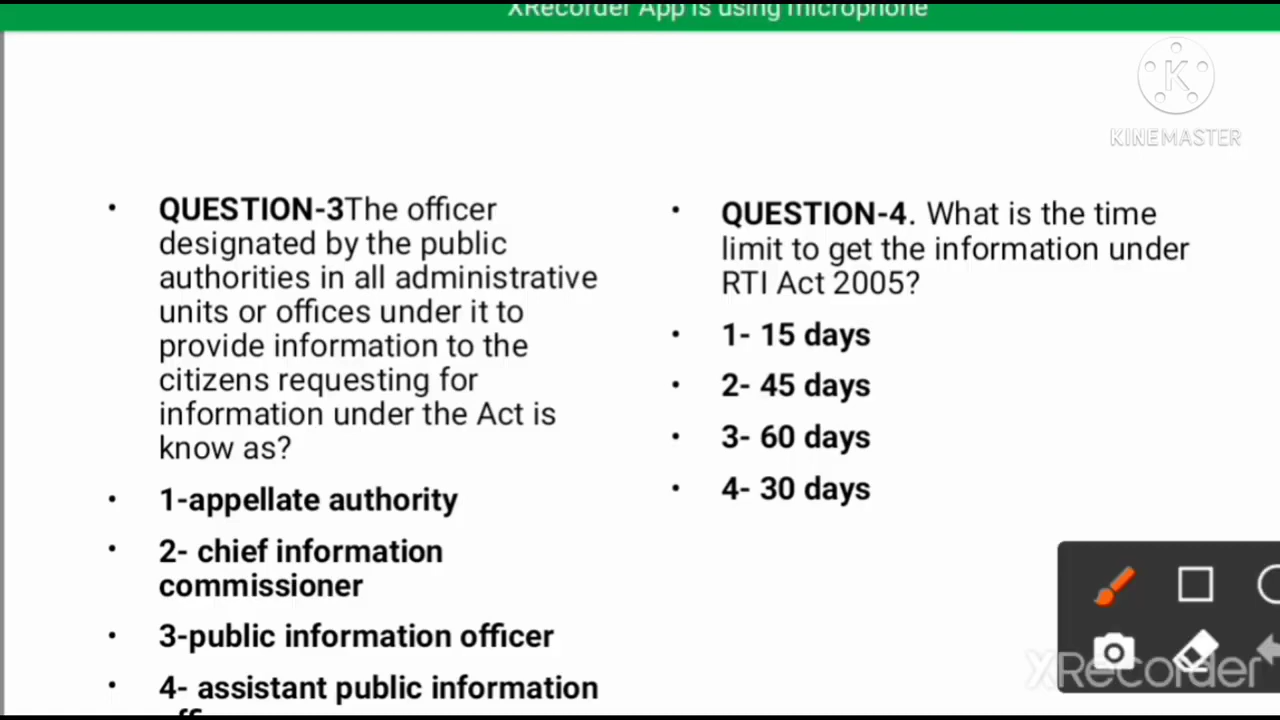 XRecorder App is using microphone
KINEMASTER
QUESTION-3The officer
designated by the public
authorities in all administrative
units or offices under it to
provide information to the
citizens requesting for
information under the Act is
know as?
1-appellate authority
2- chief information
commissioner
3-public information officer
4- assistant public information
QUESTION-4. What is the time
limit to get the information under
RTI Act 2005?
1- 15 days
2- 45 days
3- 60 days
4- 30 days
XRecorder